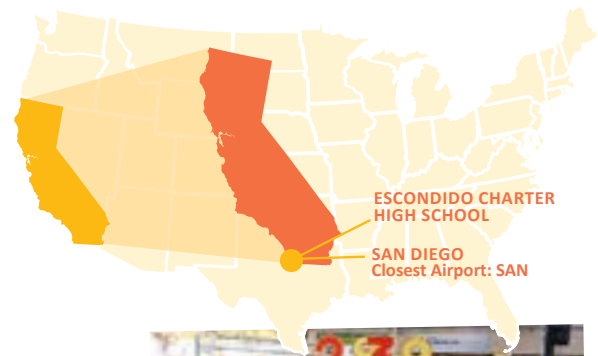 ESCONDIDO CHARTER
HIGH SCHOOL
SAN DIEGO
Closest Airport: SAN